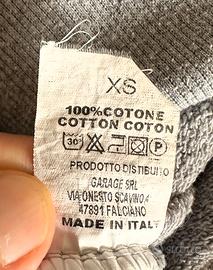 XS
100% COTONE
COTTON COTON
30° P
PRODOTTO DISTRIBUITO
GARAGE SRL
VIA ONESTO SCAVINO 4
47891 FALCIANO
MADE IN ITALY